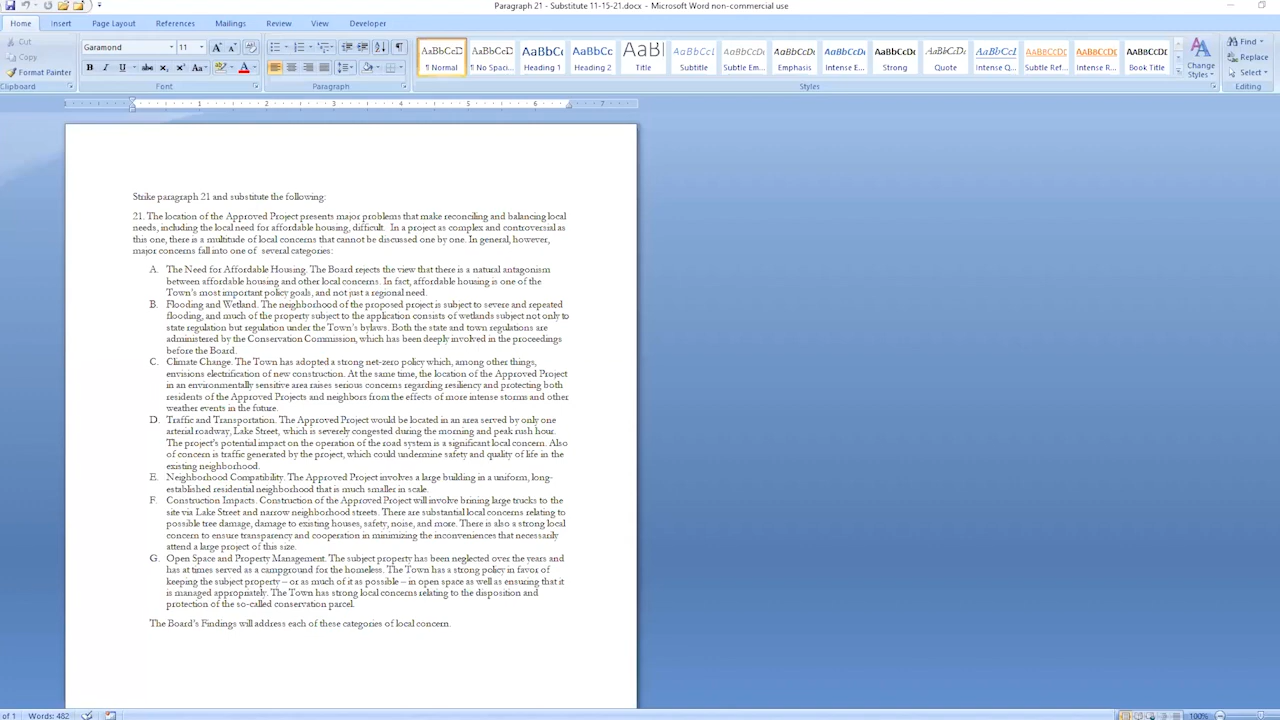 Paragraph 21 - Substitute 11-15-21.docx - Microsoft Word non-commercial use
Home Insert Page Layout References Mailings Review View Developer
Cut
Copy
Format Painter
Clipboard
Garamond 11
Font
Paragraph
AaBbCcD AaBbCcD AaBbC AaBbCc AaB AaBbCcL AaBbCcDc AaBbCcDt AaBbCcDt AaBbCcDc AaBbCcDt AaBbCcL AABBCCDI AABBCCDI AABBCCDI
¶ Normal ¶ No Spaci... Heading 1 Heading 2 Title Subtitle Subtle Em... Emphasis Intense E... Strong Quote Intense Q... Subtle Ref... Intense R... Book Title
Change
Styles
Styles
Find
Replace
Select
Editing
1 2 3 4 5 6 7
Strike paragraph 21 and substitute the following:
21. The location of the Approved Project presents major problems that make reconciling and balancing local
needs, including the local need for affordable housing, difficult. In a project as complex and controversial as
this one, there is a multitude of local concerns that cannot be discussed one by one. In general, however,
major concerns fall into one of several categories:
A. The Need for Affordable Housing. The Board rejects the view that there is a natural antagonism
between affordable housing and other local concerns. In fact, affordable housing is one of the
Town's most important policy goals, and not just a regional need.
B. Flooding and Wetland. The neighborhood of the proposed project is subject to severe and repeated
flooding, and much of the property subject to the application consists of wetlands subject not only to
state regulation but regulation under the Town's bylaws. Both the state and town regulations are
administered by the Conservation Commission, which has been deeply involved in the proceedings
before the Board.
C. Climate Change. The Town has adopted a strong net-zero policy which, among other things,
envisions electrification of new construction. At the same time, the location of the Approved Project
in an environmentally sensitive area raises serious concerns regarding resiliency and protecting both
residents of the Approved Projects and neighbors from the effects of more intense storms and other
weather events in the future.
D. Traffic and Transportation. The Approved Project would be located in an area served by only one
arterial roadway, Lake Street, which is severely congested during the morning and peak rush hour.
The project's potential impact on the operation of the road system is a significant local concern. Also
of concern is traffic generated by the project, which could undermine safety and quality of life in the
existing neighborhood.
E. Neighborhood Compatibility. The Approved Project involves a large building in a uniform, long-
established residential neighborhood that is much smaller in scale.
F. Construction Impacts. Construction of the Approved Project will involve brining large trucks to the
site via Lake Street and narrow neighborhood streets. There are substantial local concerns relating to
possible tree damage, damage to existing houses, safety, noise, and more. There is also a strong local
concern to ensure transparency and cooperation in minimizing the inconveniences that necessarily
attend a large project of this size.
G. Open Space and Property Management. The subject property has been neglected over the years and
has at times served as a campground for the homeless. The Town has a strong policy in favor of
keeping the subject property – or as much of it as possible – in open space as well as ensuring that it
is managed appropriately. The Town has strong local concerns relating to the disposition and
protection of the so-called conservation parcel.
The Board's Findings will address each of these categories of local concern.
of 1 Words: 482 100%